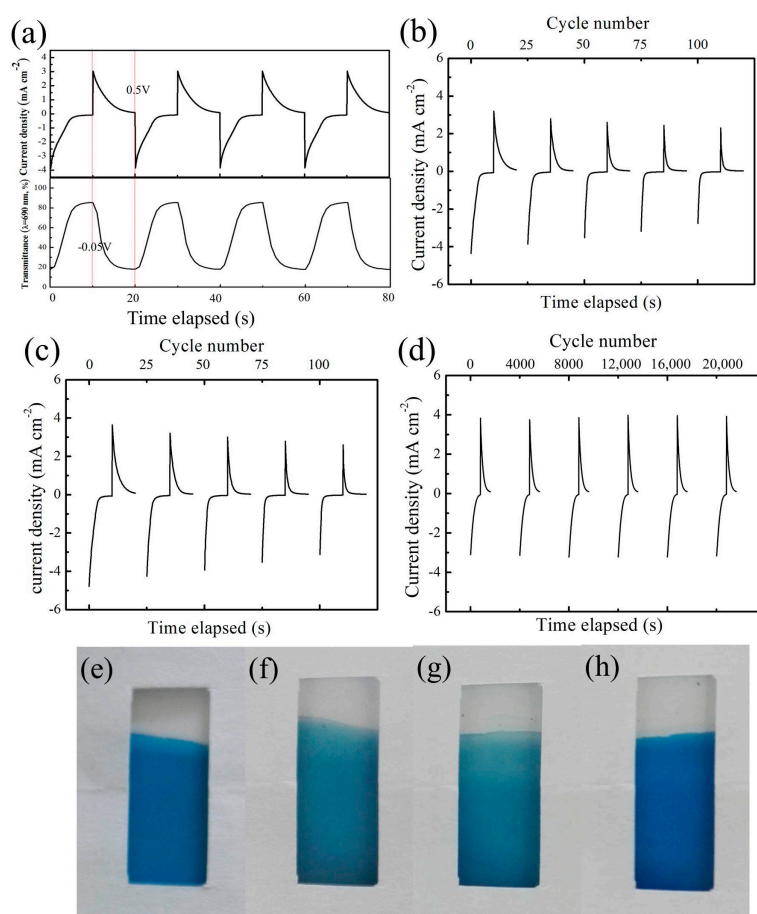 (a)
Current density (mA cm⁻²)
4
3
2
1
0
-1
-2
-3
-4
0.5V
Transmittance (λ=690 nm, %)
100
80
60
40
20
0
-0.05V
0 20 40 60 80
Time elapsed (s)
(b)
Cycle number
0 25 50 75 100
Current density (mA cm⁻²)
6
4
2
0
-2
-4
-6
Time elapsed (s)
(c)
Cycle number
0 25 50 75 100
current density (mA cm⁻²)
6
4
2
0
-2
-4
-6
Time elapsed (s)
(d)
Cycle number
0 4000 8000 12,000 16,000 20,000
Current density (mA cm⁻²)
6
4
2
0
-2
-4
-6
Time elapsed (s)
(e)
(f)
(g)
(h)